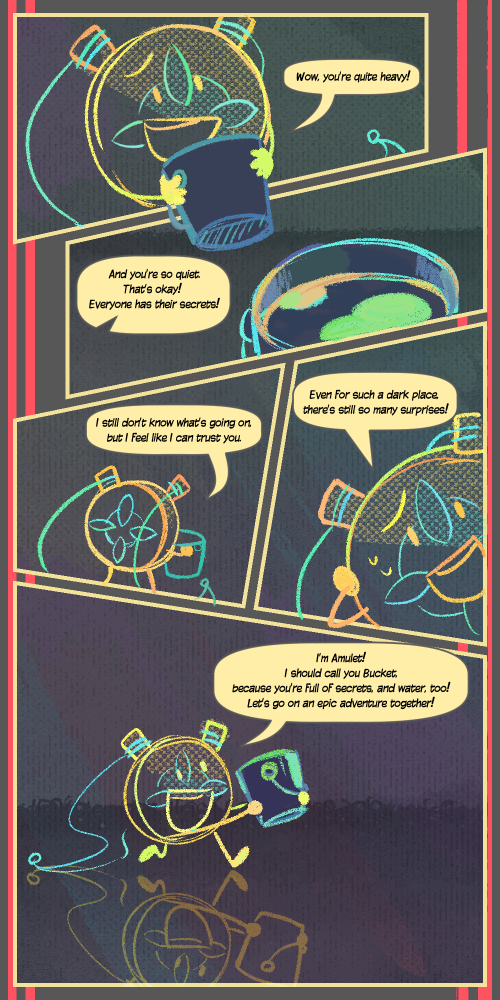 Wow, you're quite heavy!
And you're so quiet.
That's okay!
Everyone has their secrets!
I still don't know what's going on,
but I feel like I can trust you.
Even for such a dark place,
there's still so many surprises!
I'm Amulet!
I should call you Bucket,
because you're full of secrets, and water, too!
Let's go on an epic adventure together!